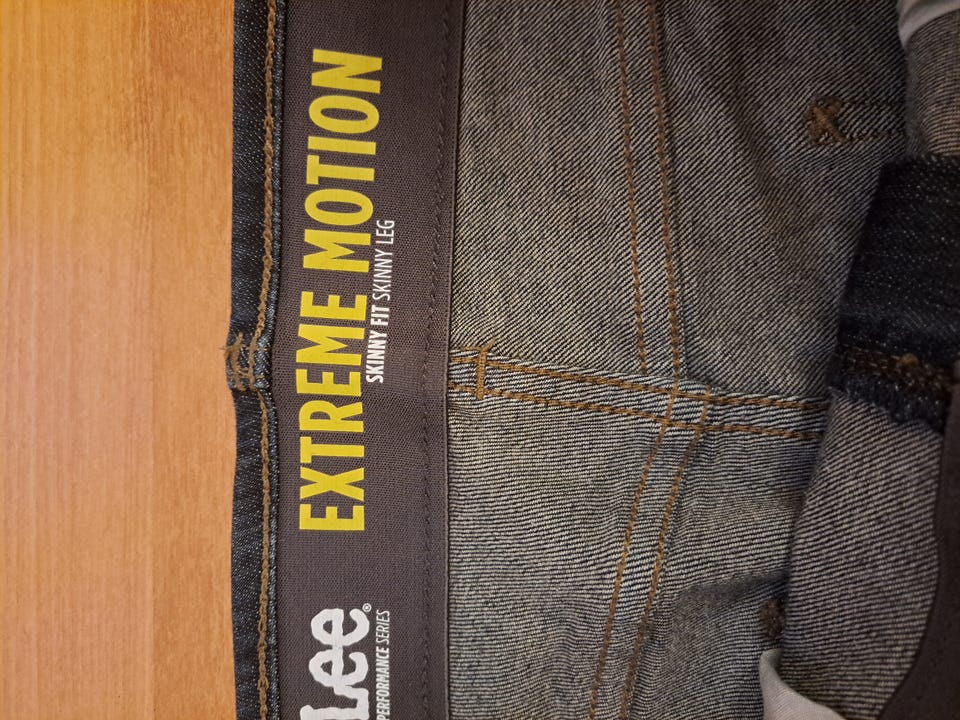 Lee®
PERFORMANCE SERIES
EXTREME MOTION
SKINNY FIT SKINNY LEG